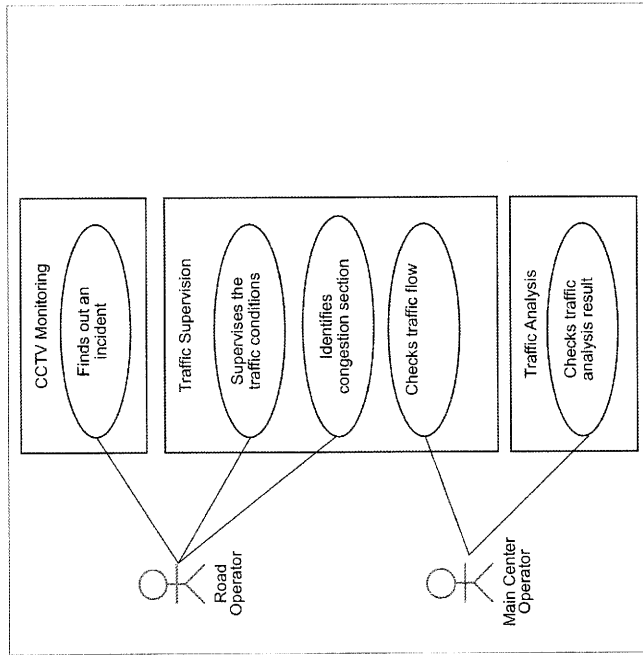 CCTV Monitoring
Finds out an
incident
Traffic Supervision
Supervises the
traffic conditions
Identifies
congestion section
Checks traffic flow
Traffic Analysis
Checks traffic
analysis result
Road
Operator
Main Center
Operator